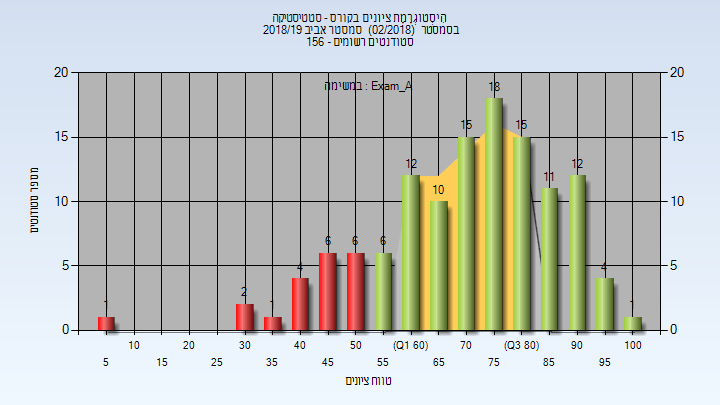 היסטוגרמת ציונים בקורס - סטטיסטיקה
בסמסטר (02/2018) סמסטר אביב 2018/19
סטודנטים רשומים - 156
במשימה : Exam_A
מספר סטודנטים
20 15 10 5 0
20 15 10 5 0
1 2 1 4 6 6 6 12 10 15 18 15 11 12 4 1
10 20 30 40 50 (Q1 60) 70 (Q3 80) 90 100
5 15 25 35 45 55 65 75 85 95
טווח ציונים